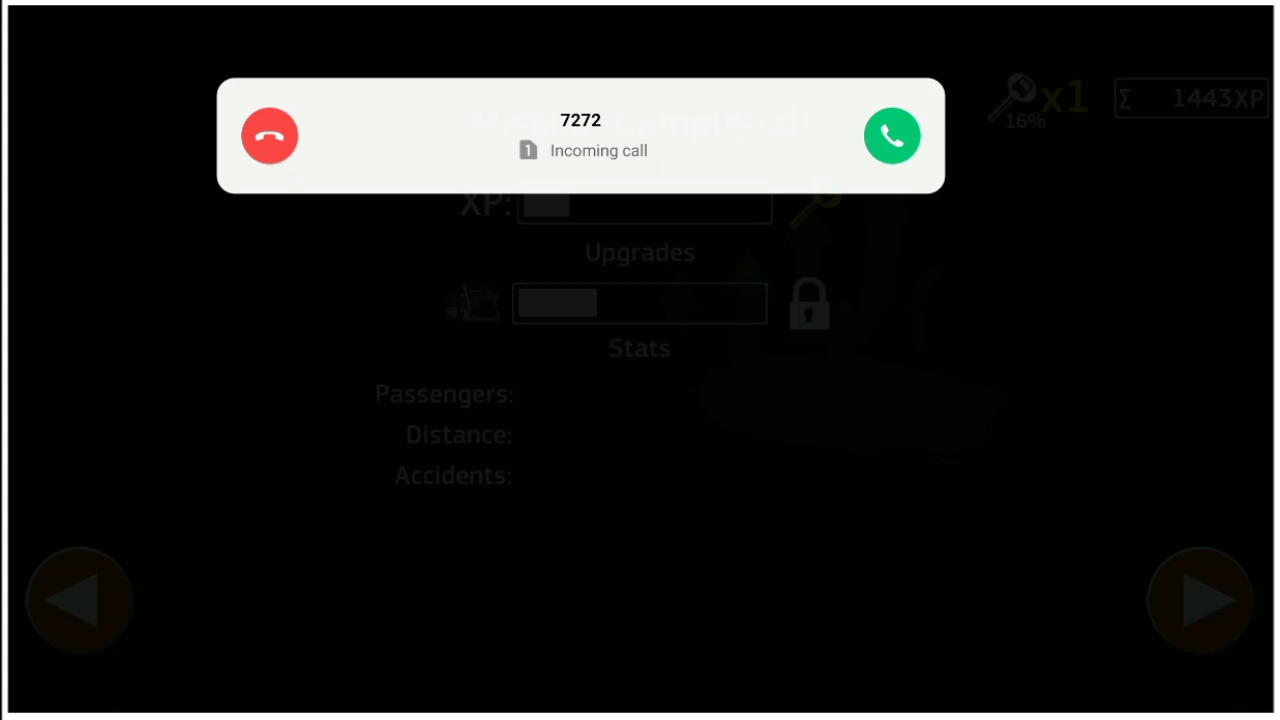 7272
1 Incoming call
x1
16%
Σ 1443XP
XP:
Upgrades
Stats
Passengers:
Distance:
Accidents: